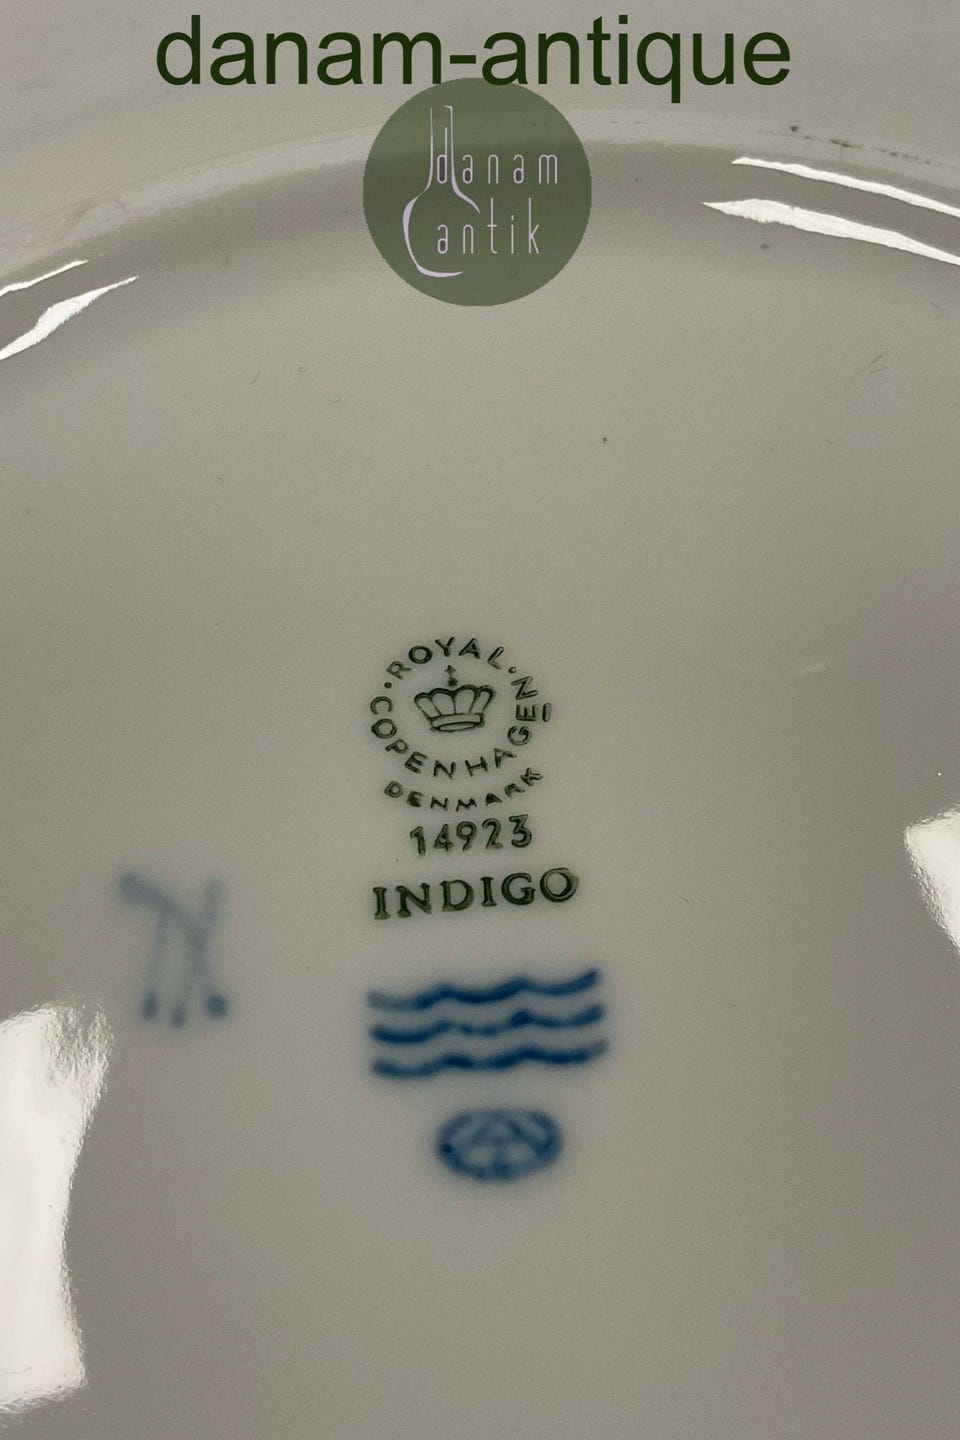 danam-antique
danam
antik
·ROYAL·
COPENHAGEN
DENMARK
14923
INDIGO